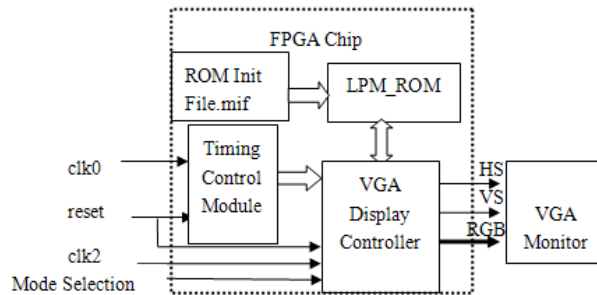 FPGA Chip
ROM Init
File.mif
LPM_ROM
Timing
Control
Module
clk0
reset
clk2
Mode Selection
VGA
Display
Controller
HS
VS
RGB
VGA
Monitor